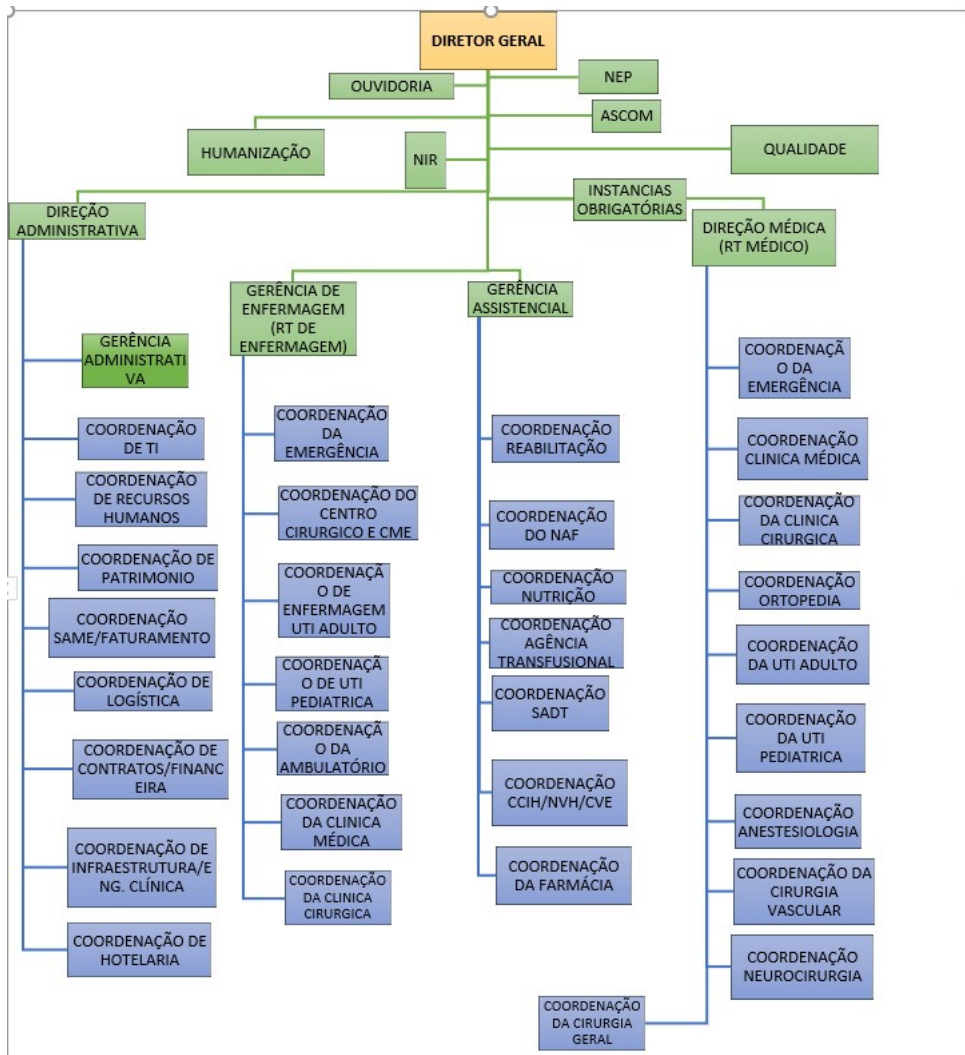 DIRETOR GERAL
OUVIDORIA
NEP
ASCOM
HUMANIZAÇÃO
NIR
QUALIDADE
INSTANCIAS
OBRIGATÓRIAS
DIREÇÃO
ADMINISTRATIVA
DIREÇÃO MÉDICA
(RT MÉDICO)
GERÊNCIA DE
ENFERMAGEM
(RT DE
ENFERMAGEM)
GERÊNCIA
ASSISTENCIAL
GERÊNCIA
ADMINISTRATI
VA
COORDENAÇÃO
DE TI
COORDENAÇÃO
DE RECURSOS
HUMANOS
COORDENAÇÃO DE
PATRIMONIO
COORDENAÇÃO
SAME/FATURAMENTO
COORDENAÇÃO DE
LOGÍSTICA
COORDENAÇÃO DE
CONTRATOS/FINANC
EIRA
COORDENAÇÃO DE
INFRAESTRUTURA/E
NG. CLÍNICA
COORDENAÇÃO DE
HOTELARIA
COORDENAÇÃO
DA
EMERGÊNCIA
COORDENAÇÃO DO
CENTRO
CIRURGICO E CME
COORDENAÇÃ
O DE
ENFERMAGEM
UTI ADULTO
COORDENAÇÃ
O DE UTI
PEDIATRICA
COORDENAÇÃ
O DA
AMBULATÓRIO
COORDENAÇÃO
DA CLINICA
MÉDICA
COORDENAÇÃO
DA CLINICA
CIRURGICA
COORDENAÇÃO
REABILITAÇÃO
COORDENAÇÃO
DO NAF
COORDENAÇÃO
NUTRIÇÃO
COORDENAÇÃO
AGÊNCIA
TRANSFUSIONAL
COORDENAÇÃO
SADT
COORDENAÇÃO
CCIH/NVH/CVE
COORDENAÇÃO
DA FARMÁCIA
COORDENAÇÃ
O DA
EMERGÊNCIA
COORDENAÇÃO
CLINICA MÉDICA
COORDENAÇÃO
DA CLINICA
CIRURGICA
COORDENAÇÃO
ORTOPEDIA
COORDENAÇÃO
DA UTI ADULTO
COORDENAÇÃO
DA UTI
PEDIATRICA
COORDENAÇÃO
ANESTESIOLOGIA
COORDENAÇÃO DA
CIRURGIA
VASCULAR
COORDENAÇÃO
NEUROCIRURGIA
COORDENAÇÃO
DA CIRURGIA
GERAL